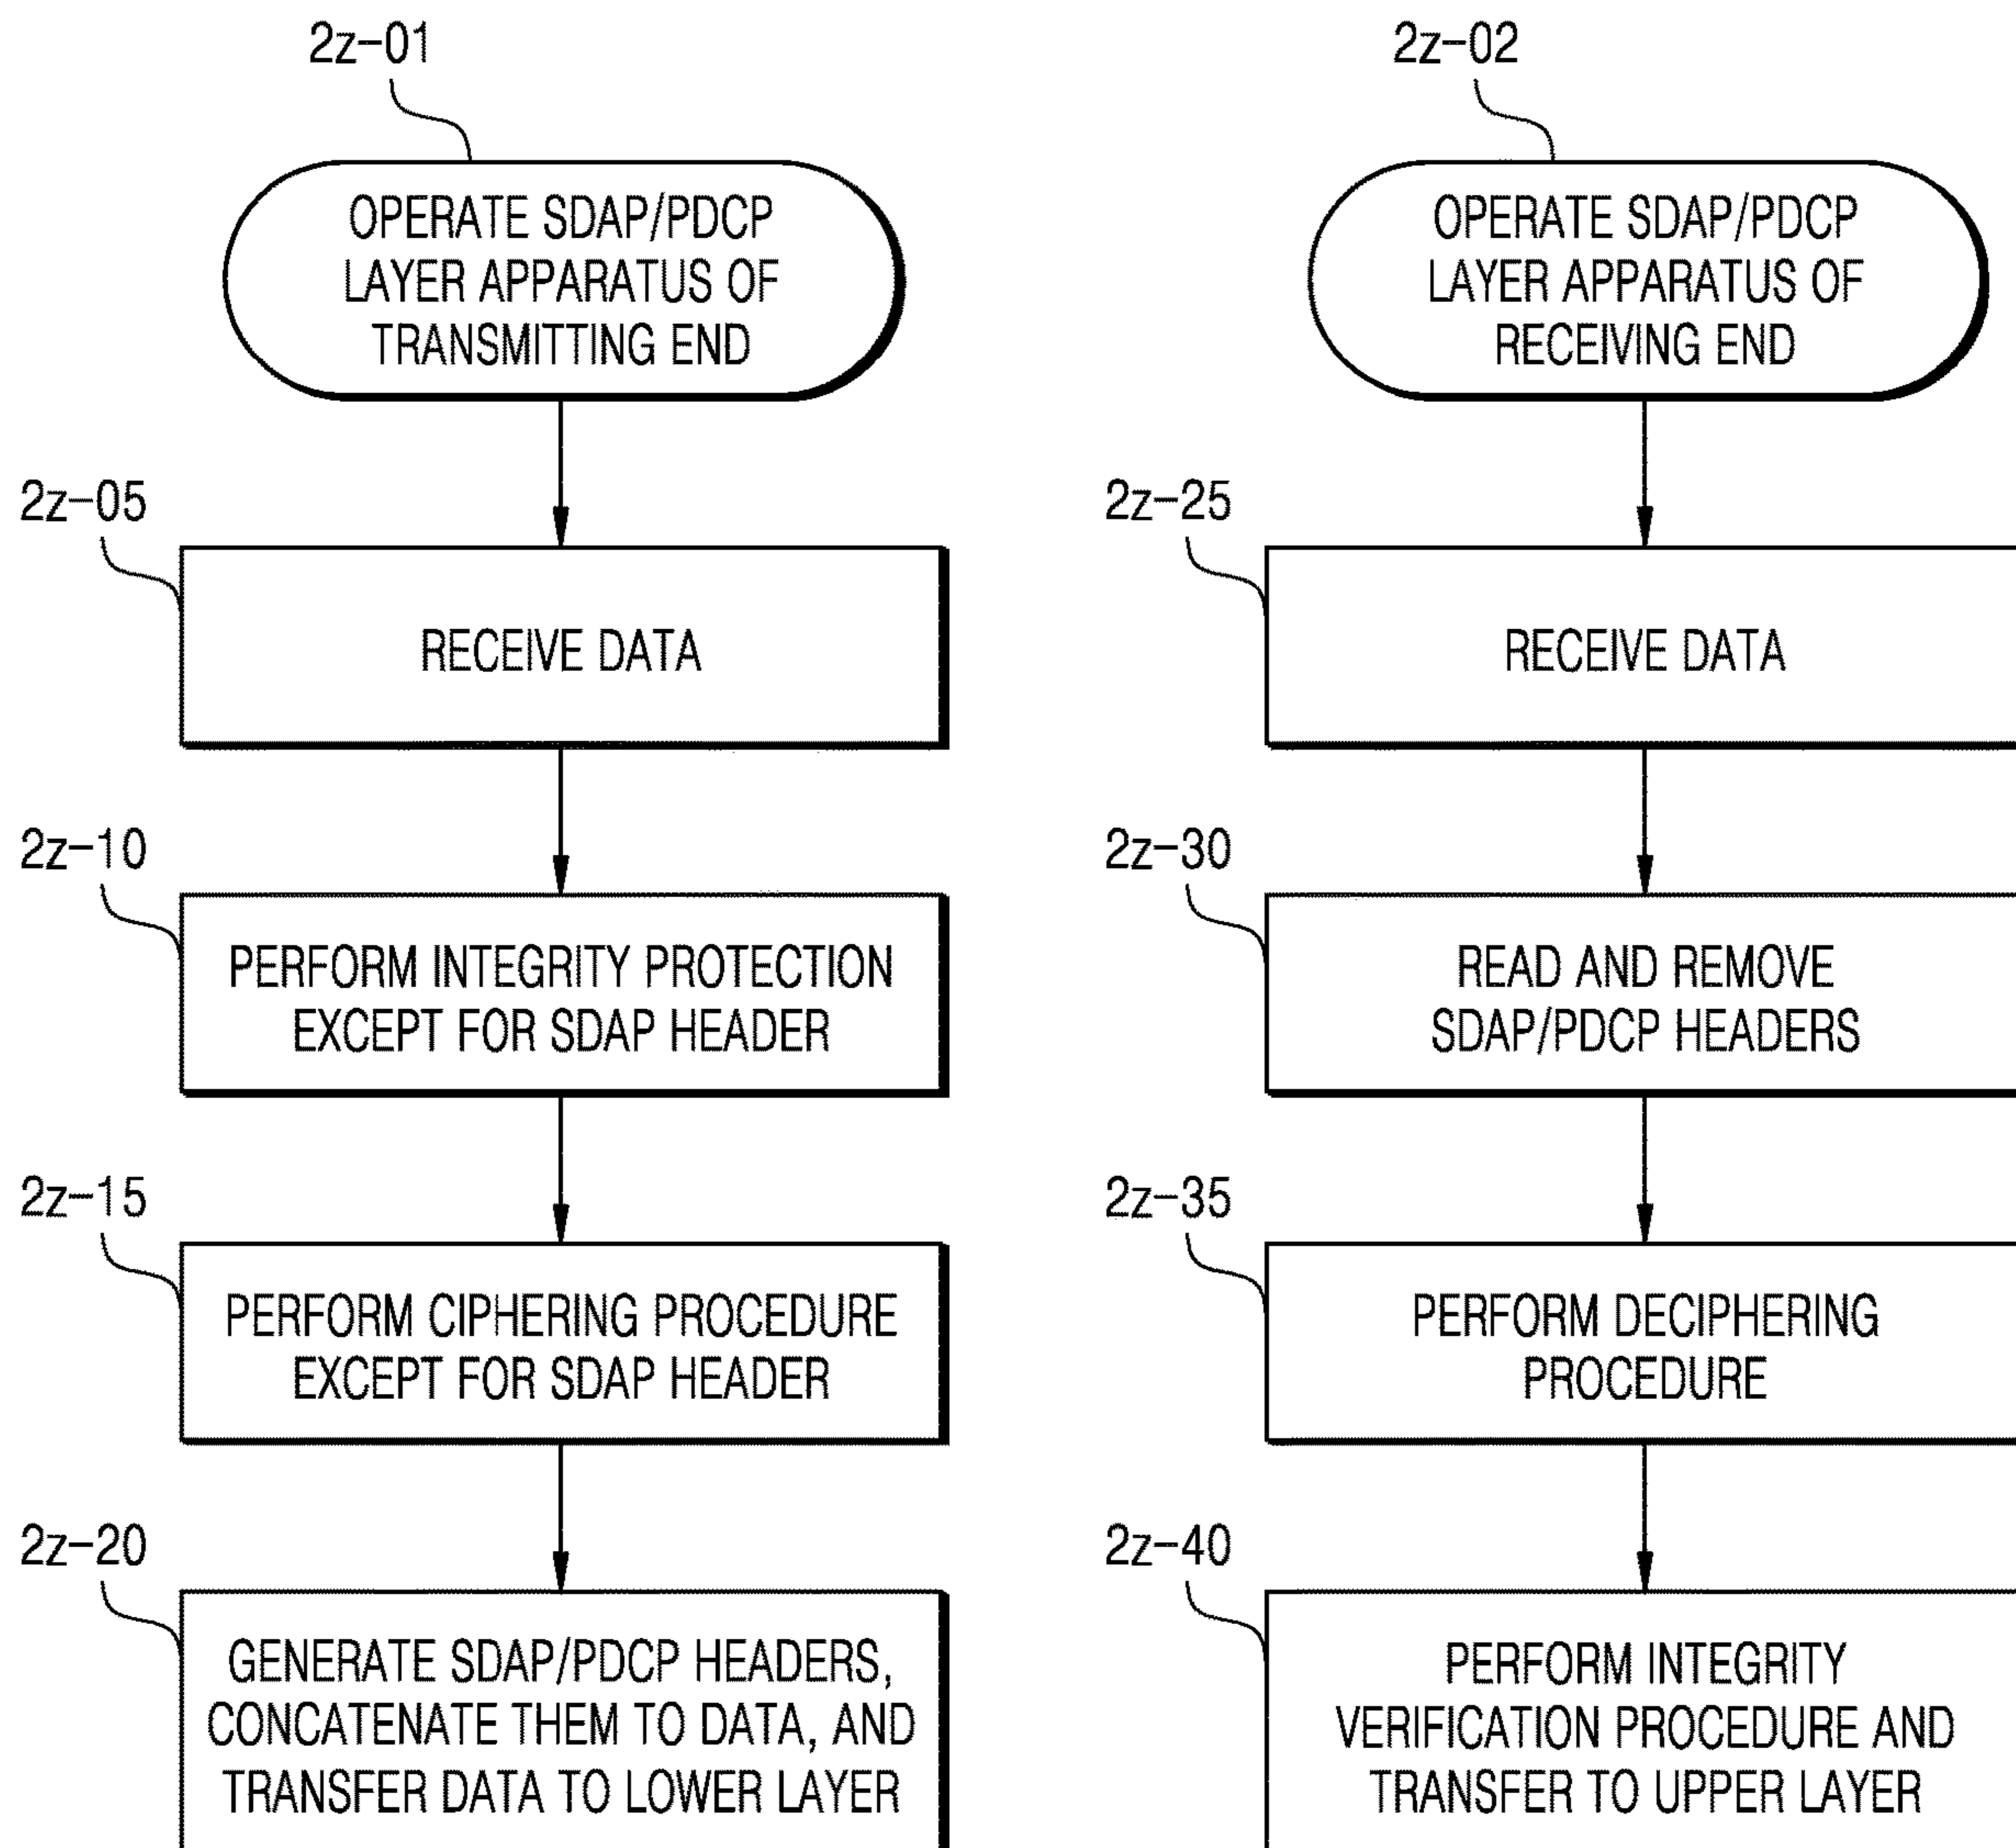 2z-01
OPERATE SDAP/PDCP
LAYER APPARATUS OF
TRANSMITTING END
2z-05
RECEIVE DATA
2z-10
PERFORM INTEGRITY PROTECTION
EXCEPT FOR SDAP HEADER
2z-15
PERFORM CIPHERING PROCEDURE
EXCEPT FOR SDAP HEADER
2z-20
GENERATE SDAP/PDCP HEADERS,
CONCATENATE THEM TO DATA, AND
TRANSFER DATA TO LOWER LAYER
2z-02
OPERATE SDAP/PDCP
LAYER APPARATUS OF
RECEIVING END
2z-25
RECEIVE DATA
2z-30
READ AND REMOVE
SDAP/PDCP HEADERS
2z-35
PERFORM DECIPHERING
PROCEDURE
2z-40
PERFORM INTEGRITY
VERIFICATION PROCEDURE AND
TRANSFER TO UPPER LAYER